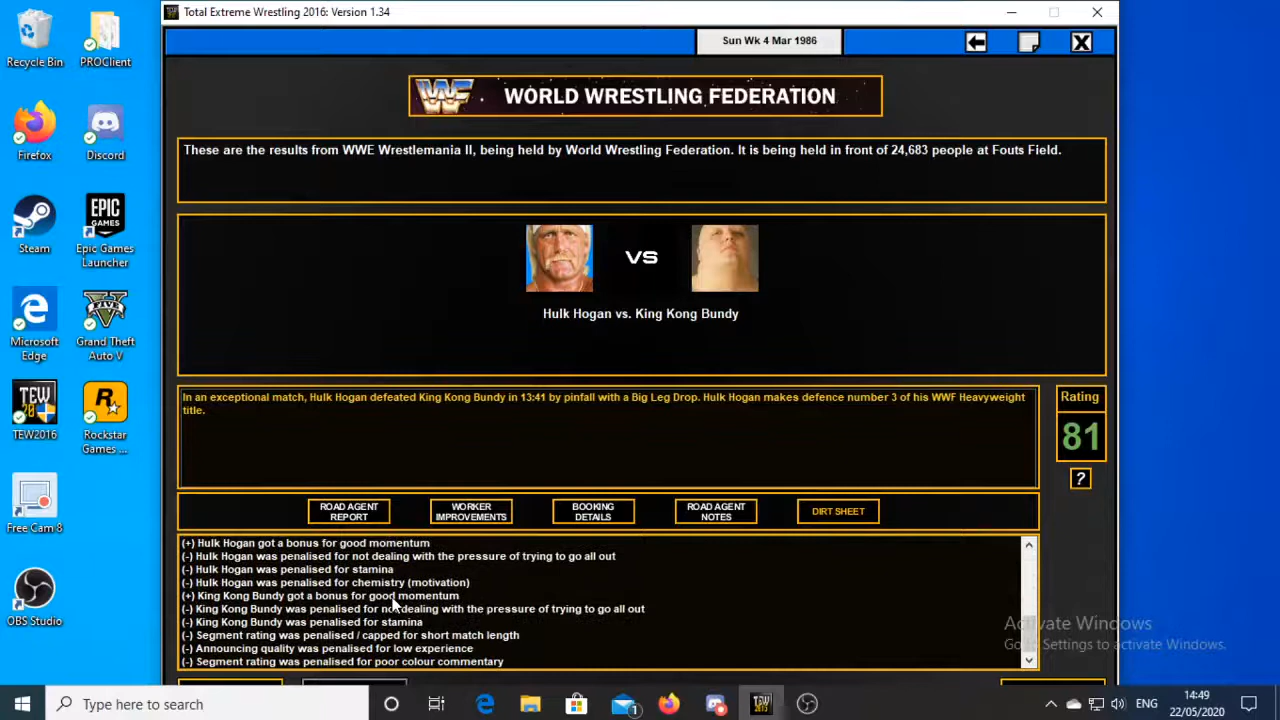 Total Extreme Wrestling 2016: Version 1.34
Sun Wk 4 Mar 1986
WORLD WRESTLING FEDERATION
These are the results from WWE Wrestlemania II, being held by World Wrestling Federation. It is being held in front of 24,683 people at Fouts Field.
VS
Hulk Hogan vs. King Kong Bundy
In an exceptional match, Hulk Hogan defeated King Kong Bundy in 13:41 by pinfall with a Big Leg Drop. Hulk Hogan makes defence number 3 of his WWF Heavyweight
title.
Rating
81
?
ROAD AGENT
REPORT
WORKER
IMPROVEMENTS
BOOKING
DETAILS
ROAD AGENT
NOTES
DIRT SHEET
(+) Hulk Hogan got a bonus for good momentum
(-) Hulk Hogan was penalised for not dealing with the pressure of trying to go all out
(-) Hulk Hogan was penalised for stamina
(-) Hulk Hogan was penalised for chemistry (motivation)
(+) King Kong Bundy got a bonus for good momentum
(-) King Kong Bundy was penalised for not dealing with the pressure of trying to go all out
(-) King Kong Bundy was penalised for stamina
(-) Segment rating was penalised / capped for short match length
(-) Announcing quality was penalised for low experience
(-) Segment rating was penalised for poor colour commentary
Activate Windows
Go to Settings to activate Windows.
Recycle Bin
PROClient
Firefox
Discord
Steam
EPIC
GAMES
Epic Games
Launcher
Microsoft
Edge
Grand Theft
Auto V
TEW2016
Rockstar
Games ...
Free Cam 8
OBS Studio
Type here to search
1
ENG
14:49
22/05/2020